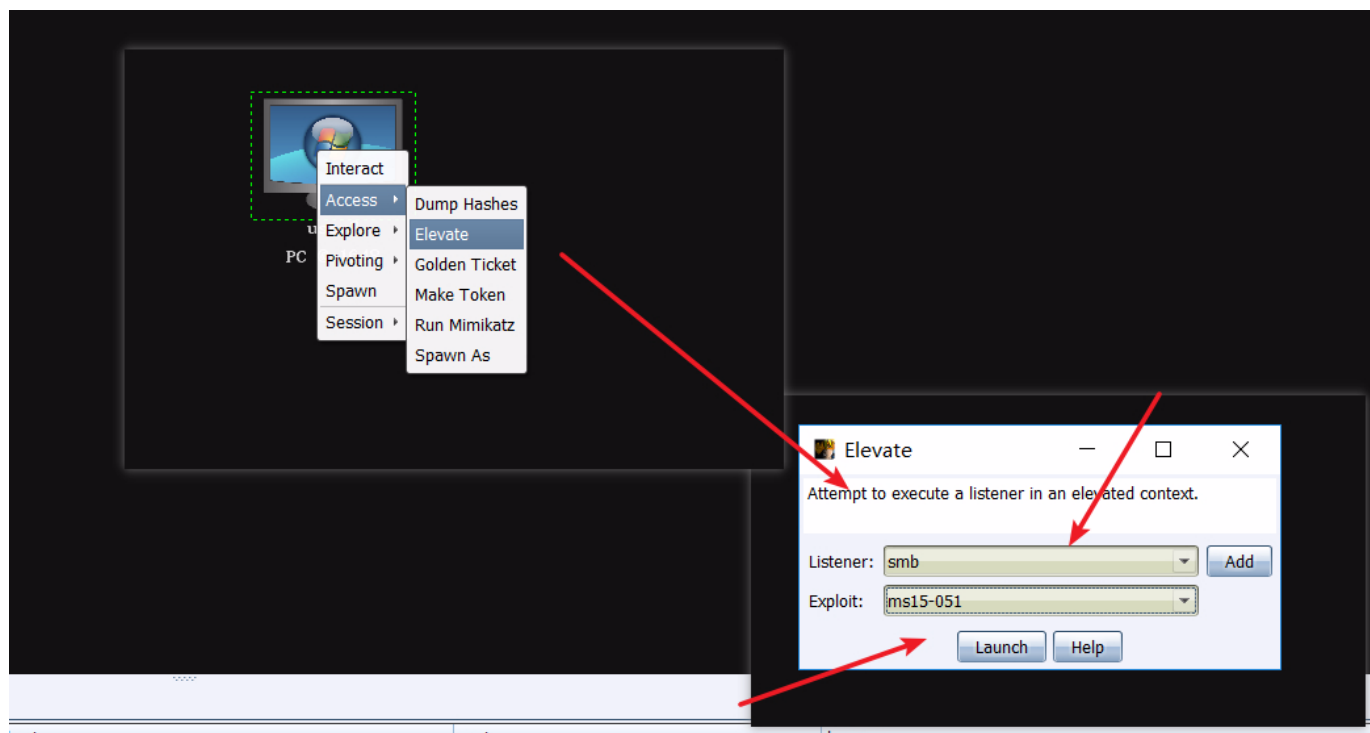 Interact
Access
Explore
Pivoting
Spawn
Session
Dump Hashes
Elevate
Golden Ticket
Make Token
Run Mimikatz
Spawn As
PC
Elevate
Attempt to execute a listener in an elevated context.
Listener: smb Add
Exploit: ms15-051
Launch Help